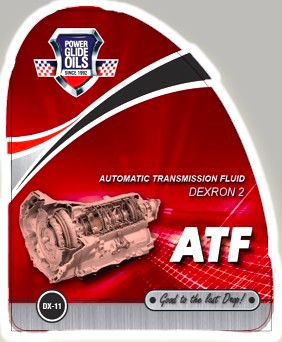 POWER
GLIDE
OILS
SINCE 1992
AUTOMATIC TRANSMISSION FLUID
DEXRON 2
ATF
DX-11
Good to the last Drop!